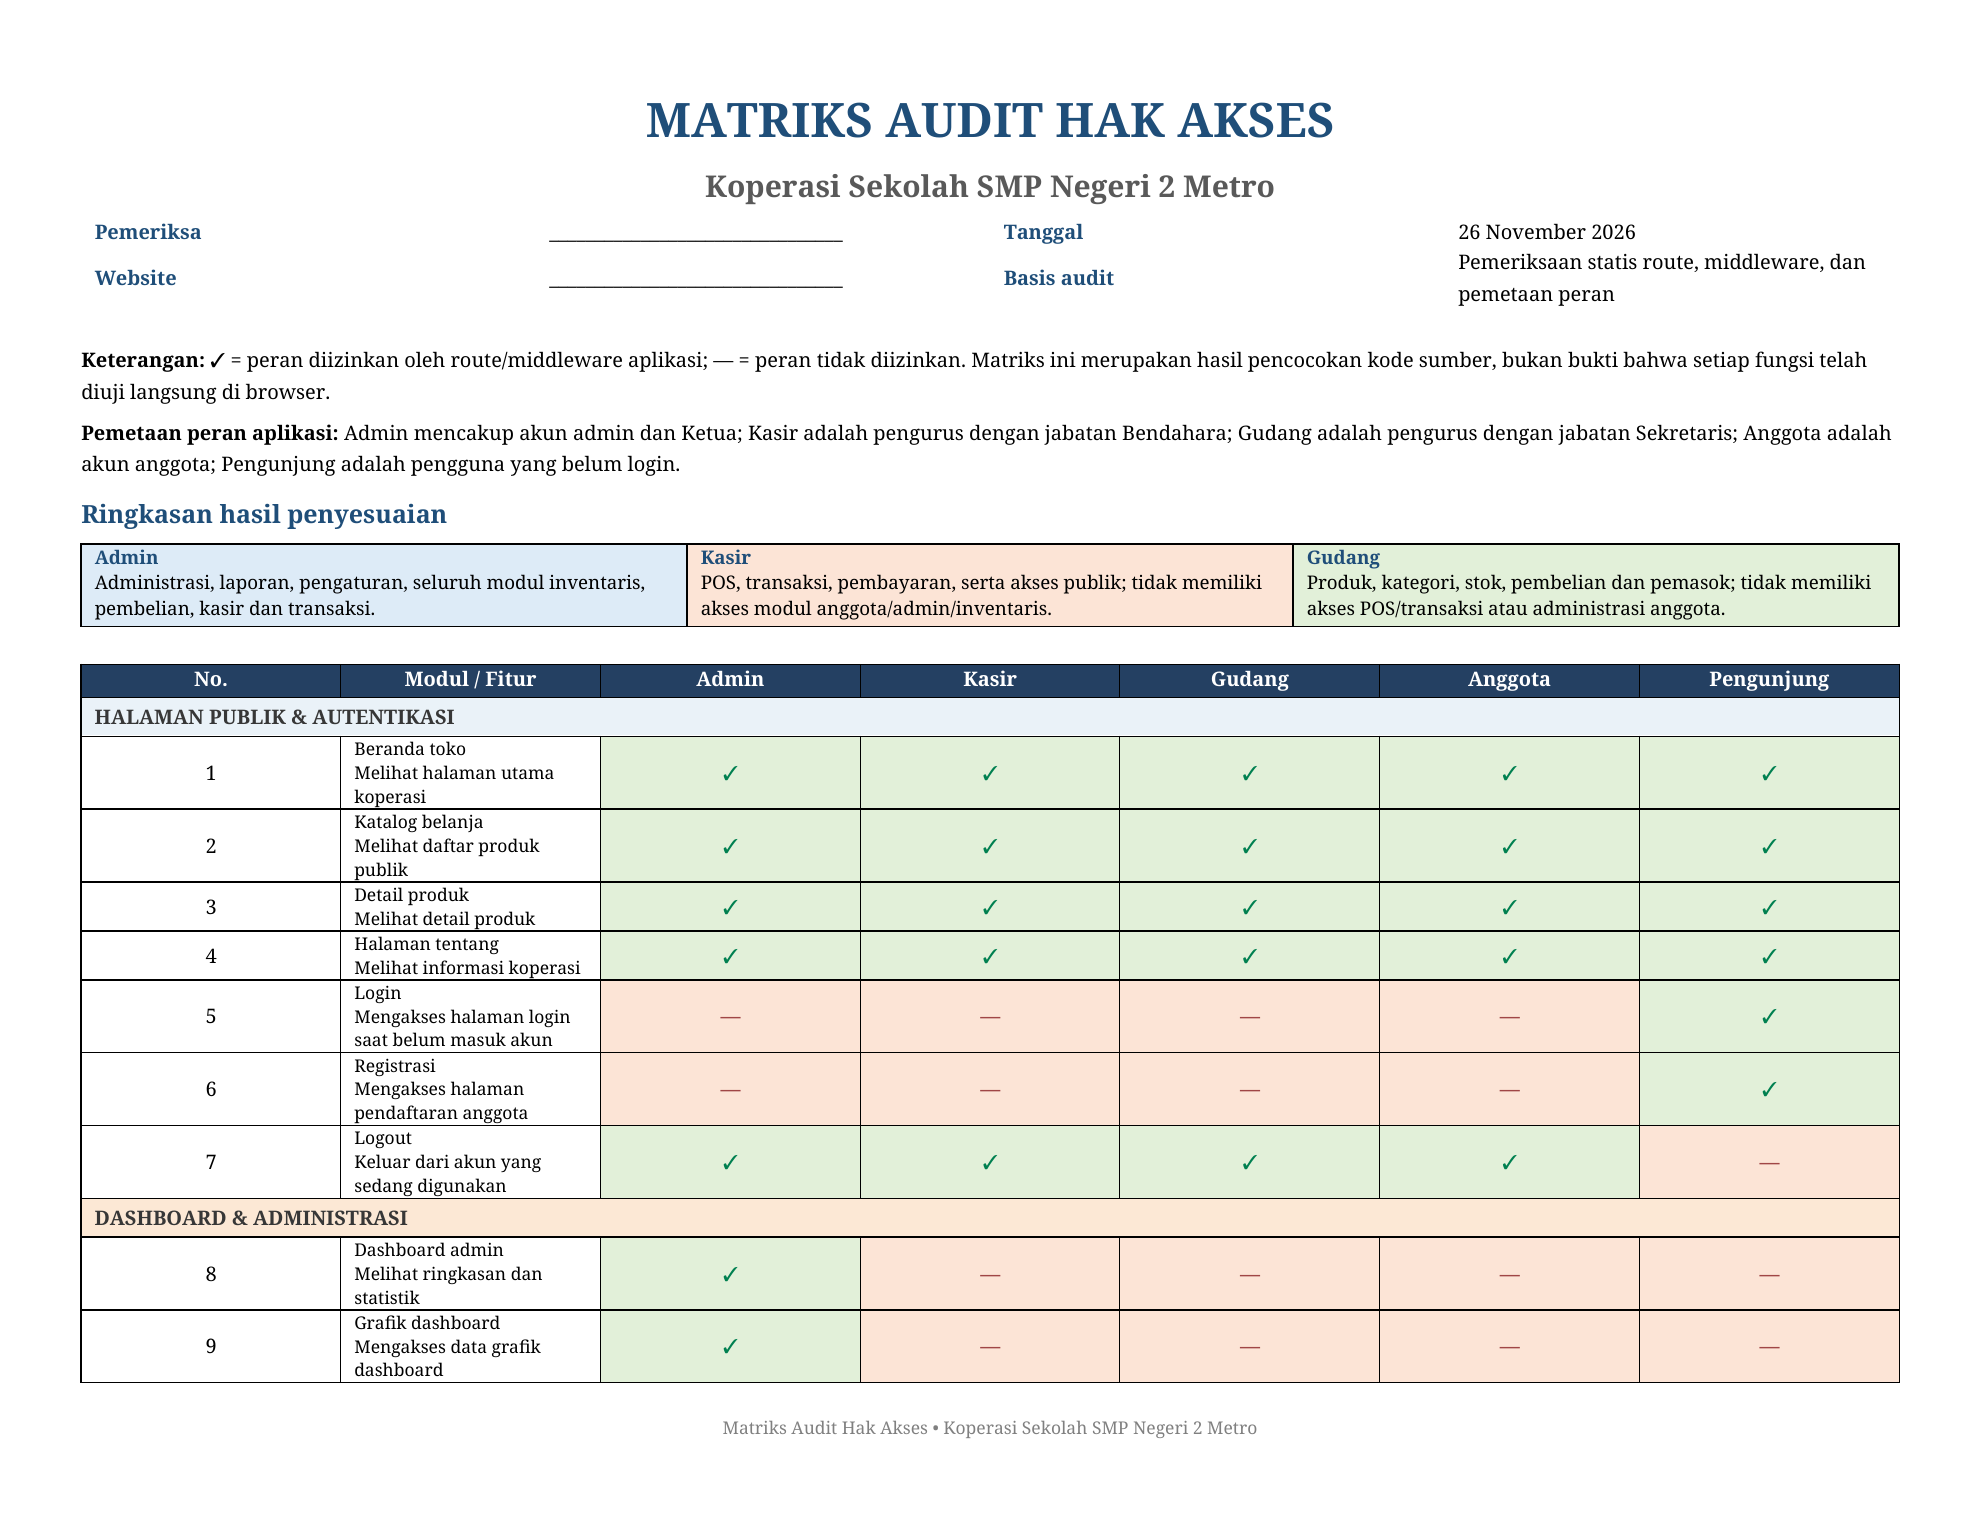 MATRIKS AUDIT HAK AKSES
Koperasi Sekolah SMP Negeri 2 Metro
Pemeriksa ____________________________ Tanggal 26 November 2026
Website ____________________________ Basis audit Pemeriksaan statis route, middleware, dan
pemetaan peran
Keterangan: ✓ = peran diizinkan oleh route/middleware aplikasi; — = peran tidak diizinkan. Matriks ini merupakan hasil pencocokan kode sumber, bukan bukti bahwa setiap fungsi telah
diuji langsung di browser.
Pemetaan peran aplikasi: Admin mencakup akun admin dan Ketua; Kasir adalah pengurus dengan jabatan Bendahara; Gudang adalah pengurus dengan jabatan Sekretaris; Anggota adalah
akun anggota; Pengunjung adalah pengguna yang belum login.
Ringkasan hasil penyesuaian
Admin
Administrasi, laporan, pengaturan, seluruh modul inventaris,
pembelian, kasir dan transaksi.
Kasir
POS, transaksi, pembayaran, serta akses publik; tidak memiliki
akses modul anggota/admin/inventaris.
Gudang
Produk, kategori, stok, pembelian dan pemasok; tidak memiliki
akses POS/transaksi atau administrasi anggota.
No. Modul / Fitur Admin Kasir Gudang Anggota Pengunjung
HALAMAN PUBLIK & AUTENTIKASI
1 Beranda toko
Melihat halaman utama
koperasi
✓ ✓ ✓ ✓ ✓
2 Katalog belanja
Melihat daftar produk
publik
✓ ✓ ✓ ✓ ✓
3 Detail produk
Melihat detail produk
✓ ✓ ✓ ✓ ✓
4 Halaman tentang
Melihat informasi koperasi
✓ ✓ ✓ ✓ ✓
5 Login
Mengakses halaman login
saat belum masuk akun
— — — — ✓
6 Registrasi
Mengakses halaman
pendaftaran anggota
— — — — ✓
7 Logout
Keluar dari akun yang
sedang digunakan
✓ ✓ ✓ ✓ —
DASHBOARD & ADMINISTRASI
8 Dashboard admin
Melihat ringkasan dan
statistik
✓ — — — —
9 Grafik dashboard
Mengakses data grafik
dashboard
✓ — — — —
Matriks Audit Hak Akses • Koperasi Sekolah SMP Negeri 2 Metro